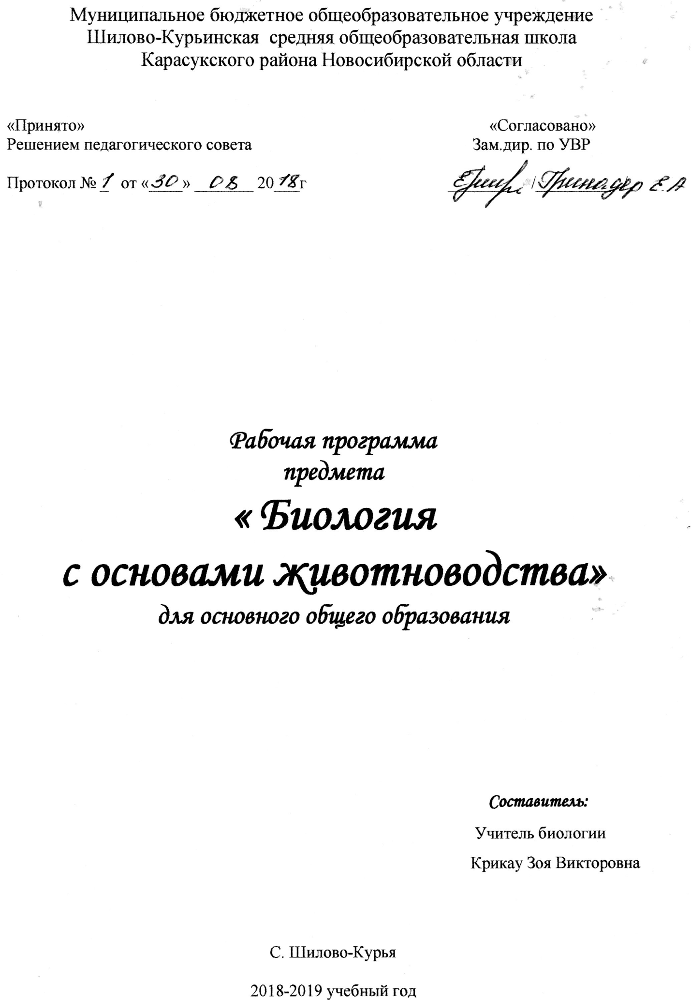 Муниципальное бюджетное общеобразовательное учреждение
Шилово-Курьинская средняя общеобразовательная школа
Карасукского района Новосибирской области
«Принято» «Согласовано»
Решением педагогического совета Зам.дир. по УВР
Протокол № 1 от «30» 08 2018г / Гринадер Е.А
Рабочая программа
предмета
« Биология
с основами животноводства»
для основного общего образования
Составитель:
Учитель биологии
Крикау Зоя Викторовна
С. Шилово-Курья
2018-2019 учебный год